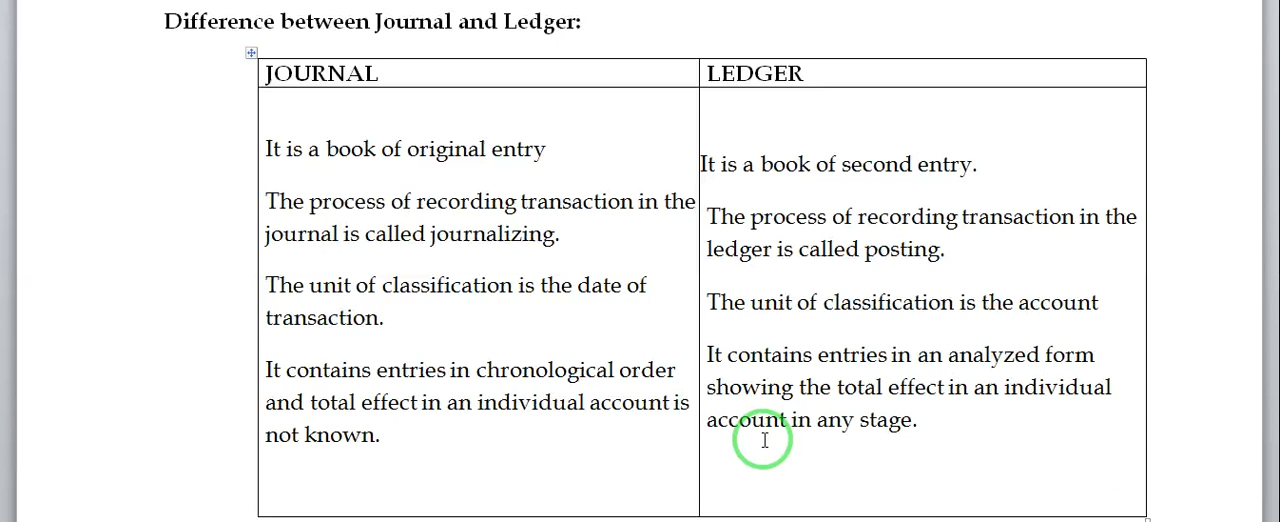 Difference between Journal and Ledger:
JOURNAL
It is a book of original entry
The process of recording transaction in the
journal is called journalizing.
The unit of classification is the date of
transaction.
It contains entries in chronological order
and total effect in an individual account is
not known.
LEDGER
It is a book of second entry.
The process of recording transaction in the
ledger is called posting.
The unit of classification is the account
It contains entries in an analyzed form
showing the total effect in an individual
account in any stage.